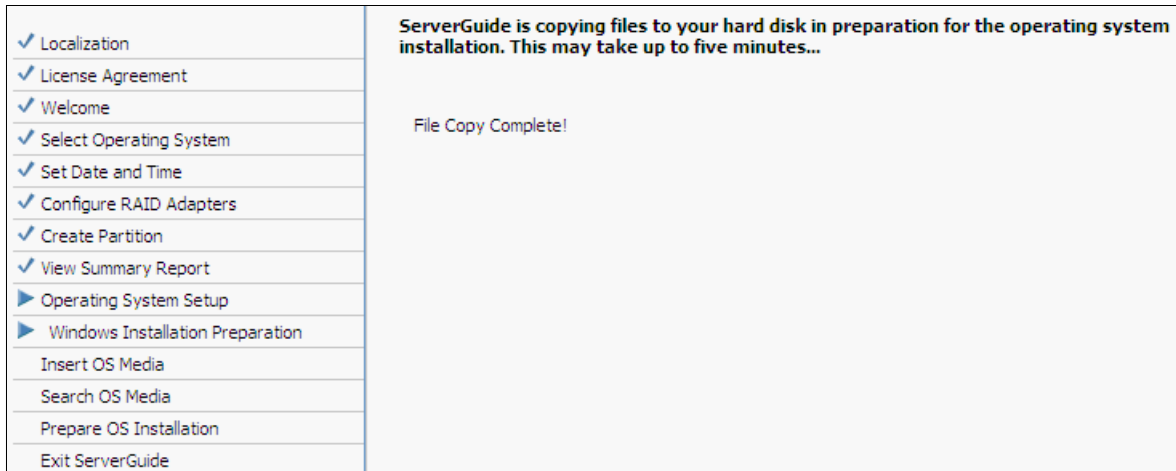 Localization
License Agreement
Welcome
Select Operating System
Set Date and Time
Configure RAID Adapters
Create Partition
View Summary Report
Operating System Setup
Windows Installation Preparation
Insert OS Media
Search OS Media
Prepare OS Installation
Exit ServerGuide
ServerGuide is copying files to your hard disk in preparation for the operating system
installation. This may take up to five minutes...
File Copy Complete!